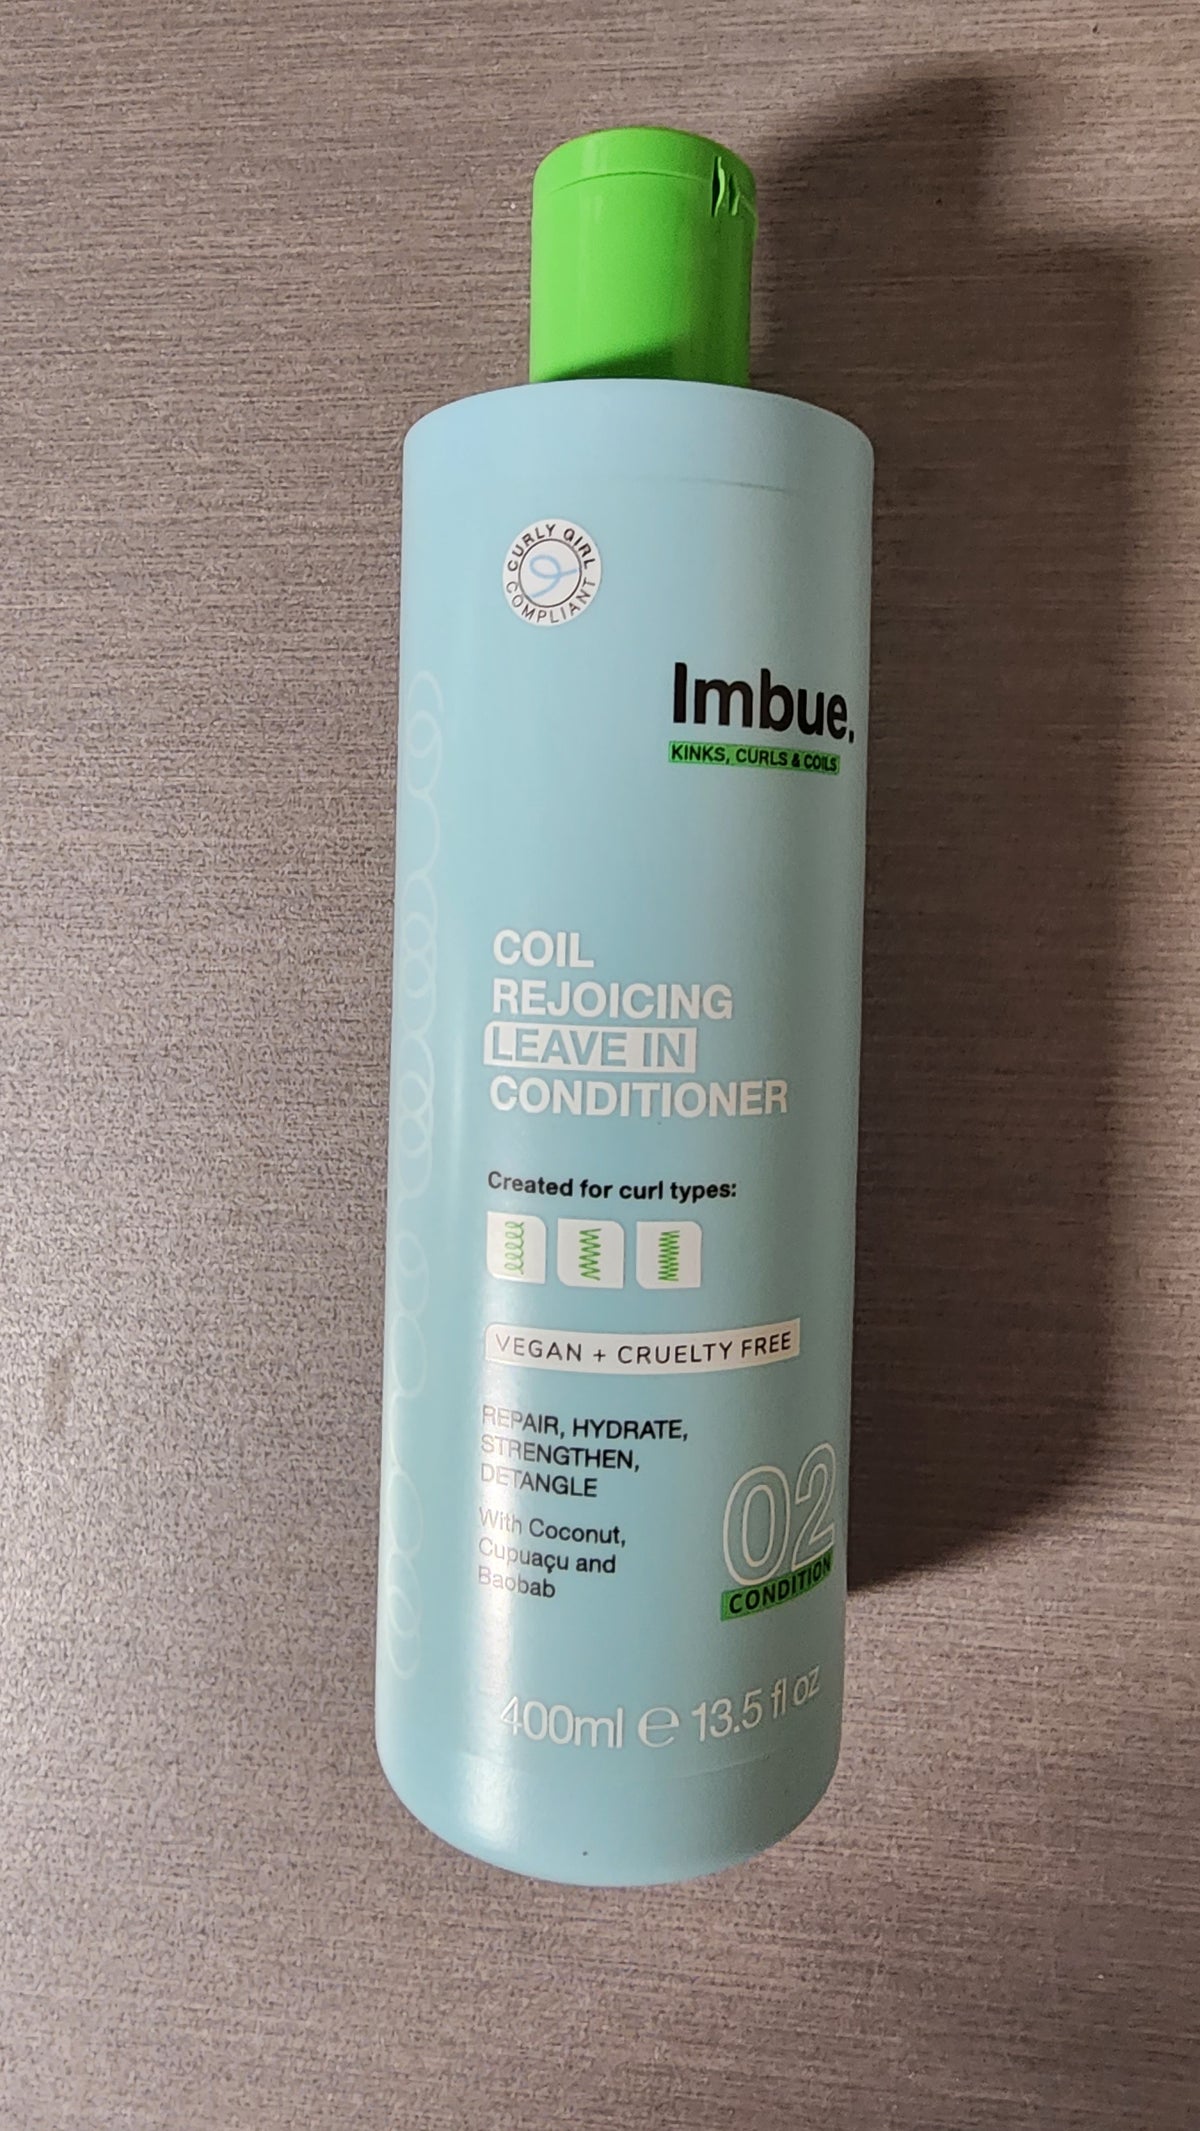 CURLY GIRL
COMPLIANT
Imbue.
KINKS, CURLS & COILS
COIL
REJOICING
LEAVE IN
CONDITIONER
Created for curl types:
VEGAN + CRUELTY FREE
REPAIR, HYDRATE,
STRENGTHEN,
DETANGLE
With Coconut,
Cupuaçu and
Baobab
02
CONDITION
400ml ℮ 13.5 fl oz